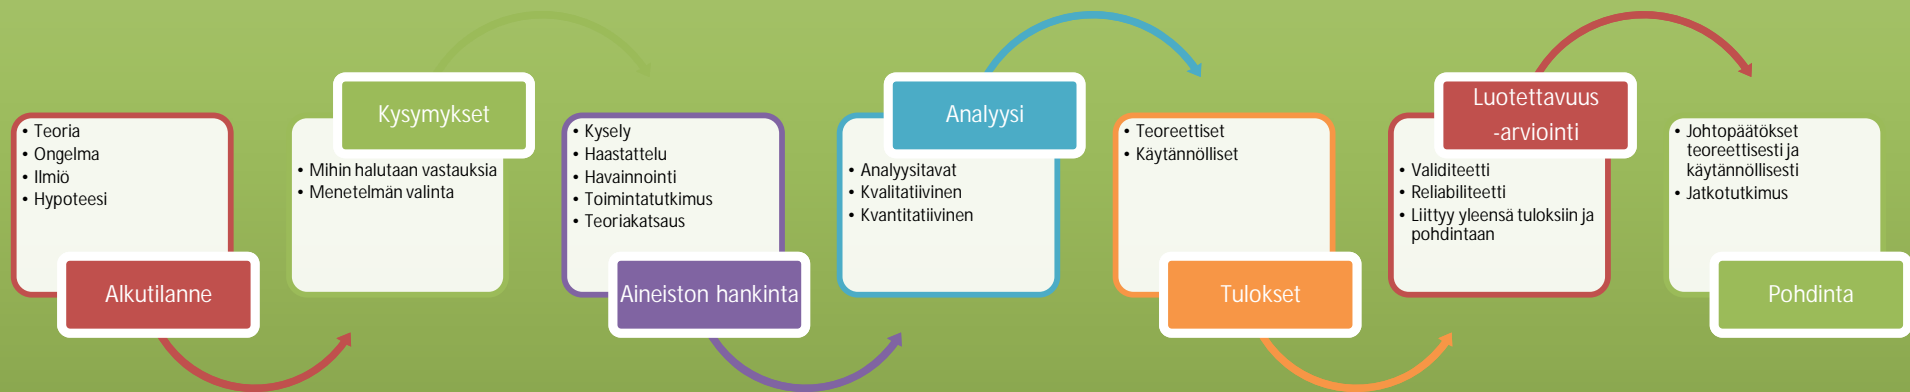 • Teoria
• Ongelma
• Ilmiö
• Hypoteesi
Alkutilanne
Kysymykset
• Mihin halutaan vastauksia
• Menetelmän valinta
• Kysely
• Haastattelu
• Havainnointi
• Toimintatutkimus
• Teoriakatsaus
Aineiston hankinta
Analyysi
• Analyysitavat
• Kvalitatiivinen
• Kvantitatiivinen
• Teoreettiset
• Käytännölliset
Tulokset
Luotettavuus
-arviointi
• Validiteetti
• Reliabiliteetti
• Liittyy yleensä tuloksiin ja
pohdintaan
• Johtopäätökset
teoreettisesti ja
käytännöllisesti
• Jatkotutkimus
Pohdinta